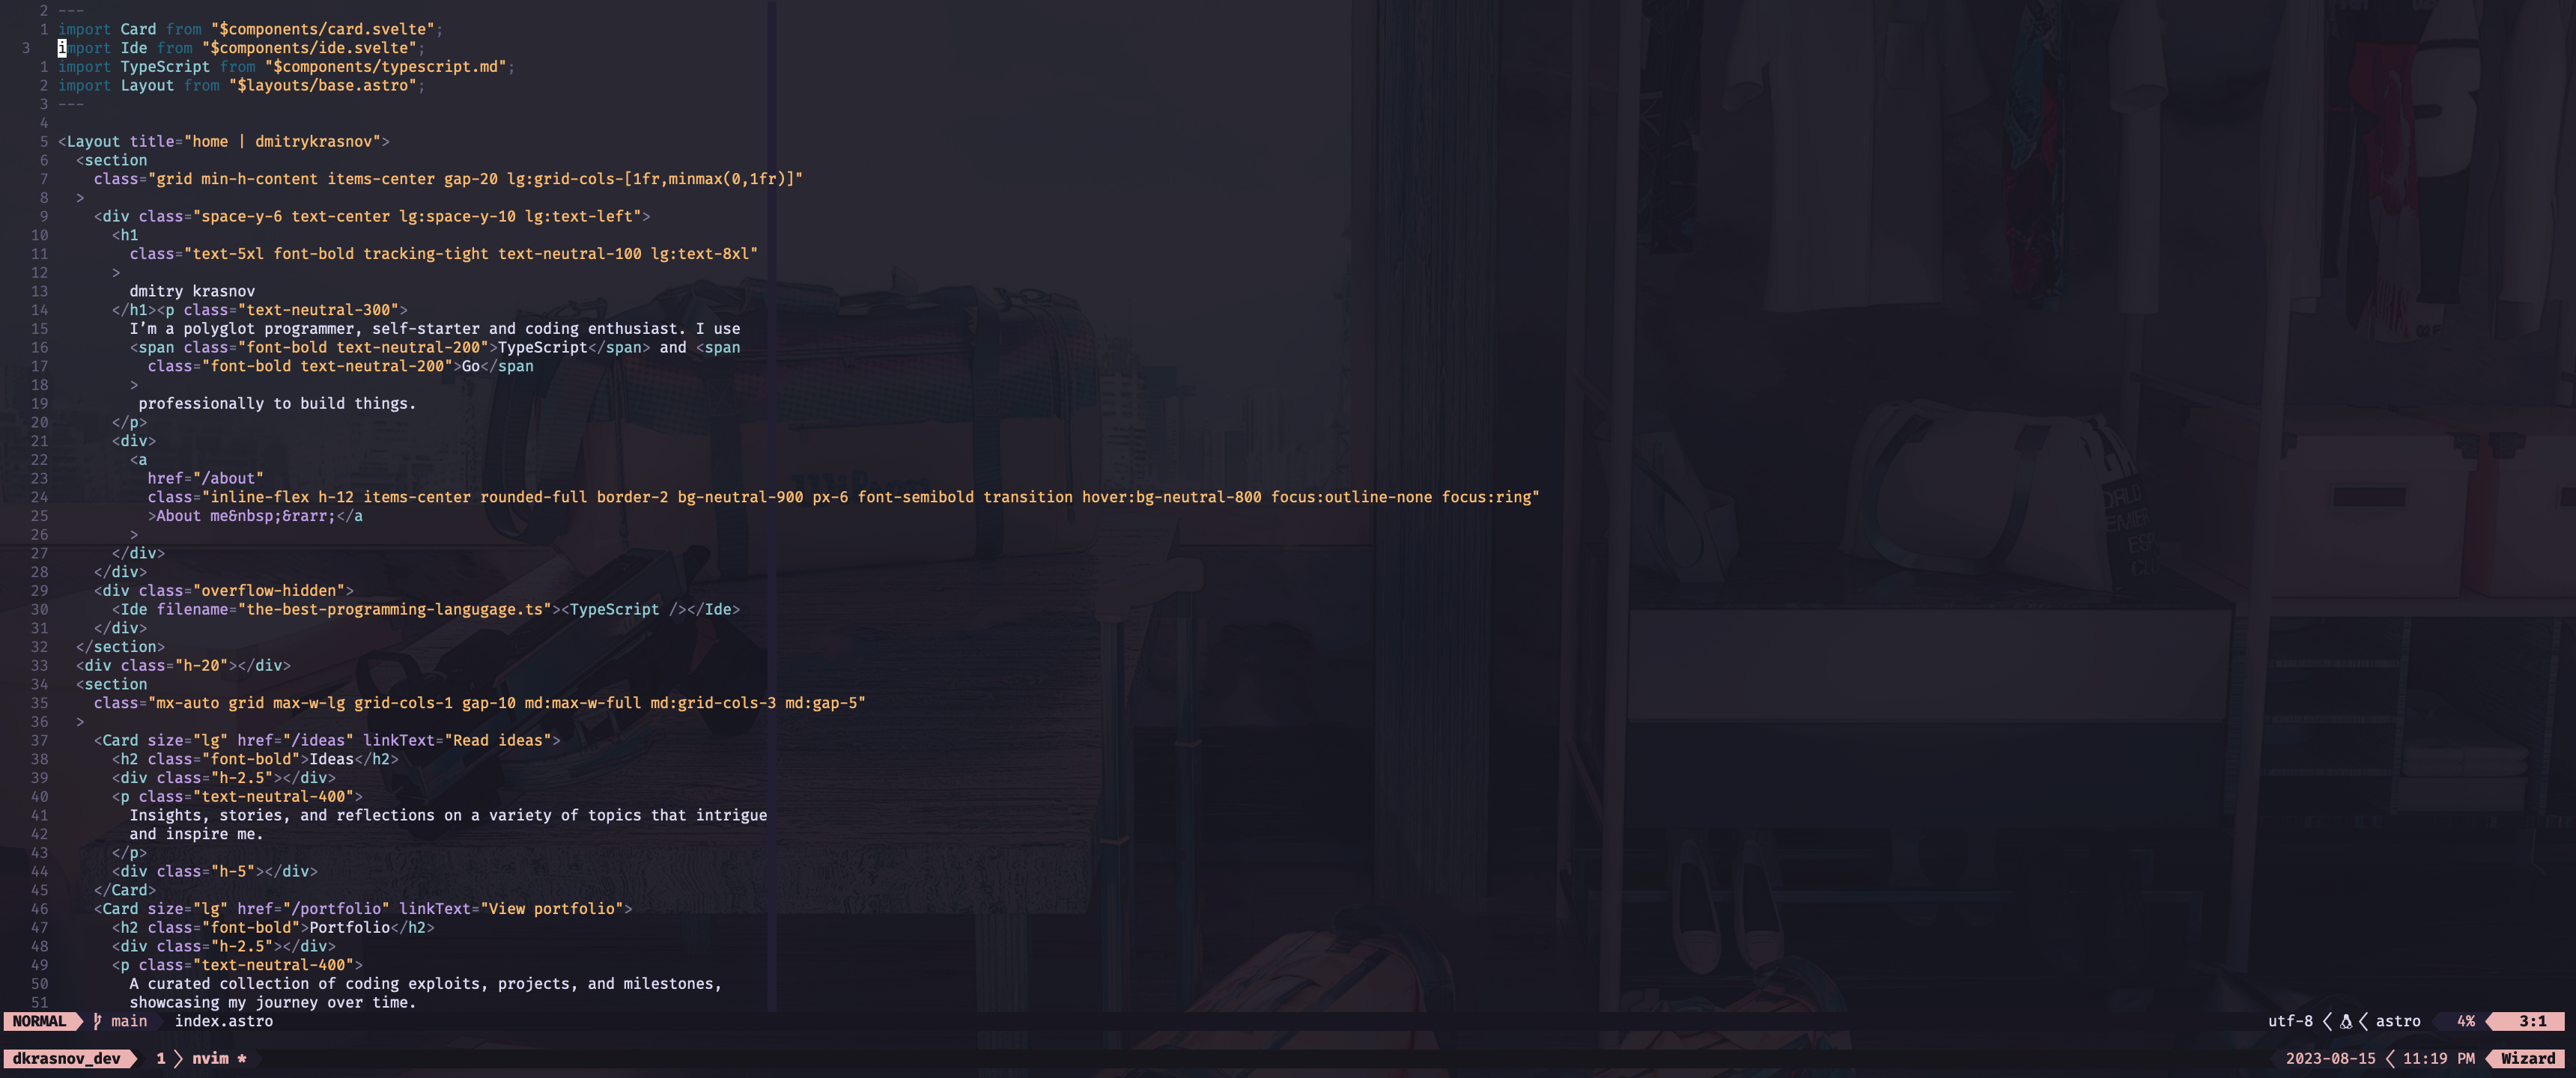 2 ---
1 import Card from "$components/card.svelte";
3 import Ide from "$components/ide.svelte";
1 import TypeScript from "$components/typescript.md";
2 import Layout from "$layouts/base.astro";
3 ---
4
5 <Layout title="home | dmitrykrasnov">
6   <section
7     class="grid min-h-content items-center gap-20 lg:grid-cols-[1fr,minmax(0,1fr)]"
8   >
9     <div class="space-y-6 text-center lg:space-y-10 lg:text-left">
10       <h1
11         class="text-5xl font-bold tracking-tight text-neutral-100 lg:text-8xl"
12       >
13         dmitry krasnov
14       </h1><p class="text-neutral-300">
15         I'm a polyglot programmer, self-starter and coding enthusiast. I use
16         <span class="font-bold text-neutral-200">TypeScript</span> and <span
17           class="font-bold text-neutral-200">Go</span
18         >
19          professionally to build things.
20       </p>
21       <div>
22         <a
23           href="/about"
24           class="inline-flex h-12 items-center rounded-full border-2 bg-neutral-900 px-6 font-semibold transition hover:bg-neutral-800 focus:outline-none focus:ring"
25           >About me&nbsp;&rarr;</a
26         >
27       </div>
28     </div>
29     <div class="overflow-hidden">
30       <Ide filename="the-best-programming-langugage.ts"><TypeScript /></Ide>
31     </div>
32   </section>
33   <div class="h-20"></div>
34   <section
35     class="mx-auto grid max-w-lg grid-cols-1 gap-10 md:max-w-full md:grid-cols-3 md:gap-5"
36   >
37     <Card size="lg" href="/ideas" linkText="Read ideas">
38       <h2 class="font-bold">Ideas</h2>
39       <div class="h-2.5"></div>
40       <p class="text-neutral-400">
41         Insights, stories, and reflections on a variety of topics that intrigue
42         and inspire me.
43       </p>
44       <div class="h-5"></div>
45     </Card>
46     <Card size="lg" href="/portfolio" linkText="View portfolio">
47       <h2 class="font-bold">Portfolio</h2>
48       <div class="h-2.5"></div>
49       <p class="text-neutral-400">
50         A curated collection of coding exploits, projects, and milestones,
51         showcasing my journey over time.
NORMAL main index.astro utf-8 astro 4% 3:1
dkrasnov_dev 1 nvim * 2023-08-15 11:19 PM Wizard